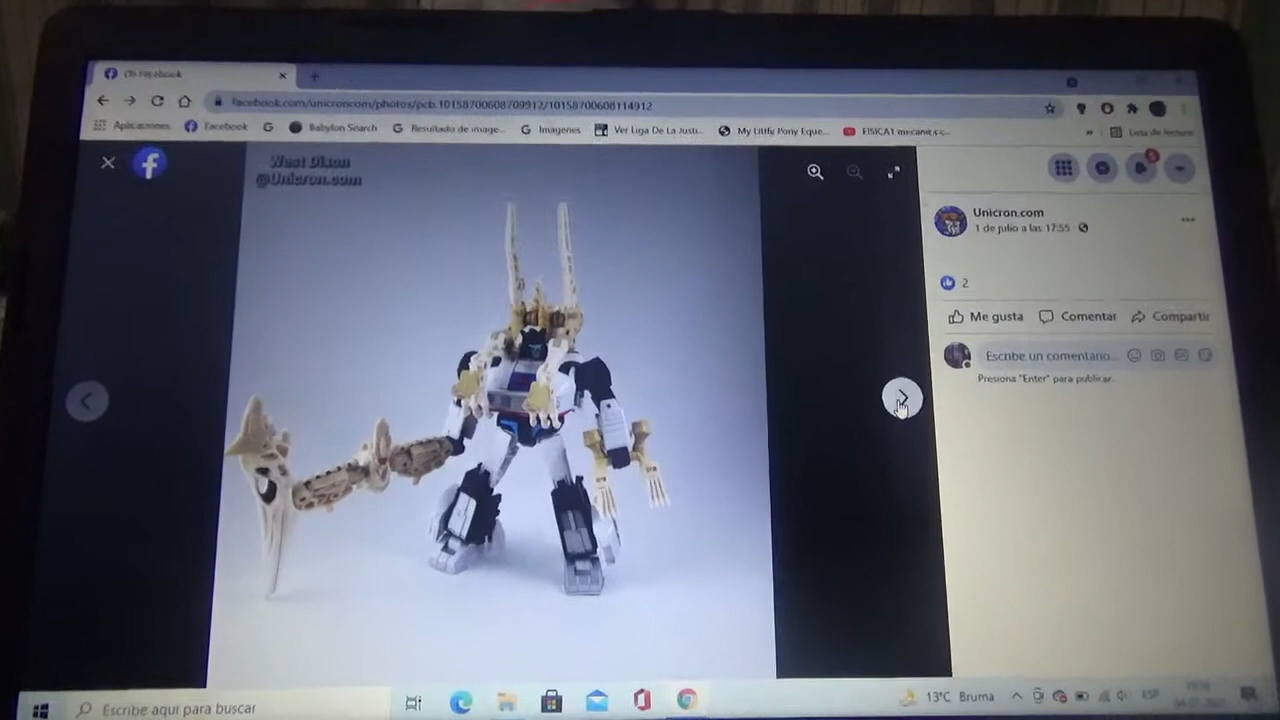 Facebook
facebook.com/unicroncom/photos/pcb.10158700608709912/10158700608114912
Aplicaciones
Facebook
Babylon Search
Resultado de image...
Imágenes
Ver Liga De La Justi...
My Little Pony Eque...
Lista de lectura
West Dixon
@Unicron.com
5
Unicron.com
1 de julio a las 17:55
2
Me gusta
Comentar
Compartir
Escribe un comentario...
Presiona "Enter" para publicar.
Escribe aquí para buscar
13°C Bruma
ESP